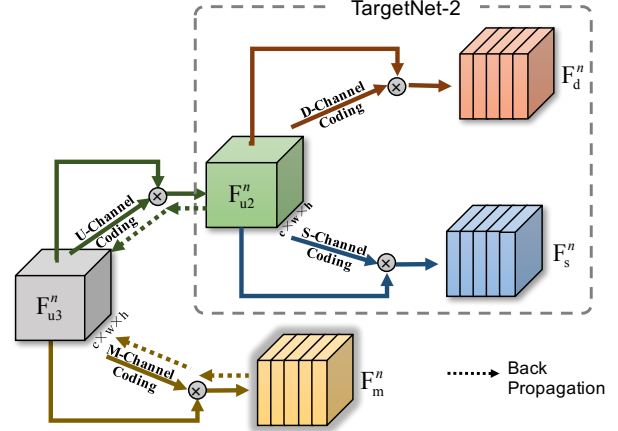 TargetNet-2
D-Channel
Coding
F_d^n
F_u2^n
c×w×h
U-Channel
Coding
S-Channel
Coding
F_s^n
F_u3^n
c×w×h
M-Channel
Coding
F_m^n
Back
Propagation